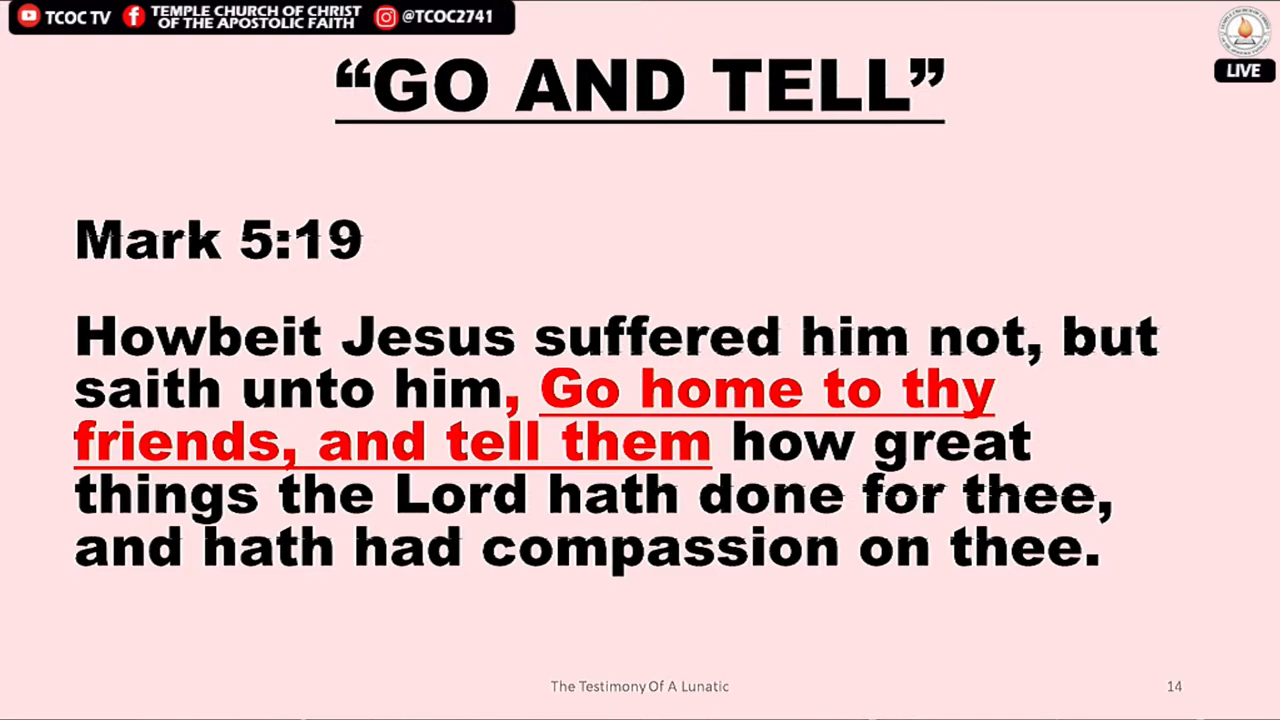 TCOC TV
TEMPLE CHURCH OF CHRIST
OF THE APOSTOLIC FAITH
@TCOC2741
LIVE
“GO AND TELL”
Mark 5:19
Howbeit Jesus suffered him not, but
saith unto him, Go home to thy
friends, and tell them how great
things the Lord hath done for thee,
and hath had compassion on thee.
The Testimony Of A Lunatic
14